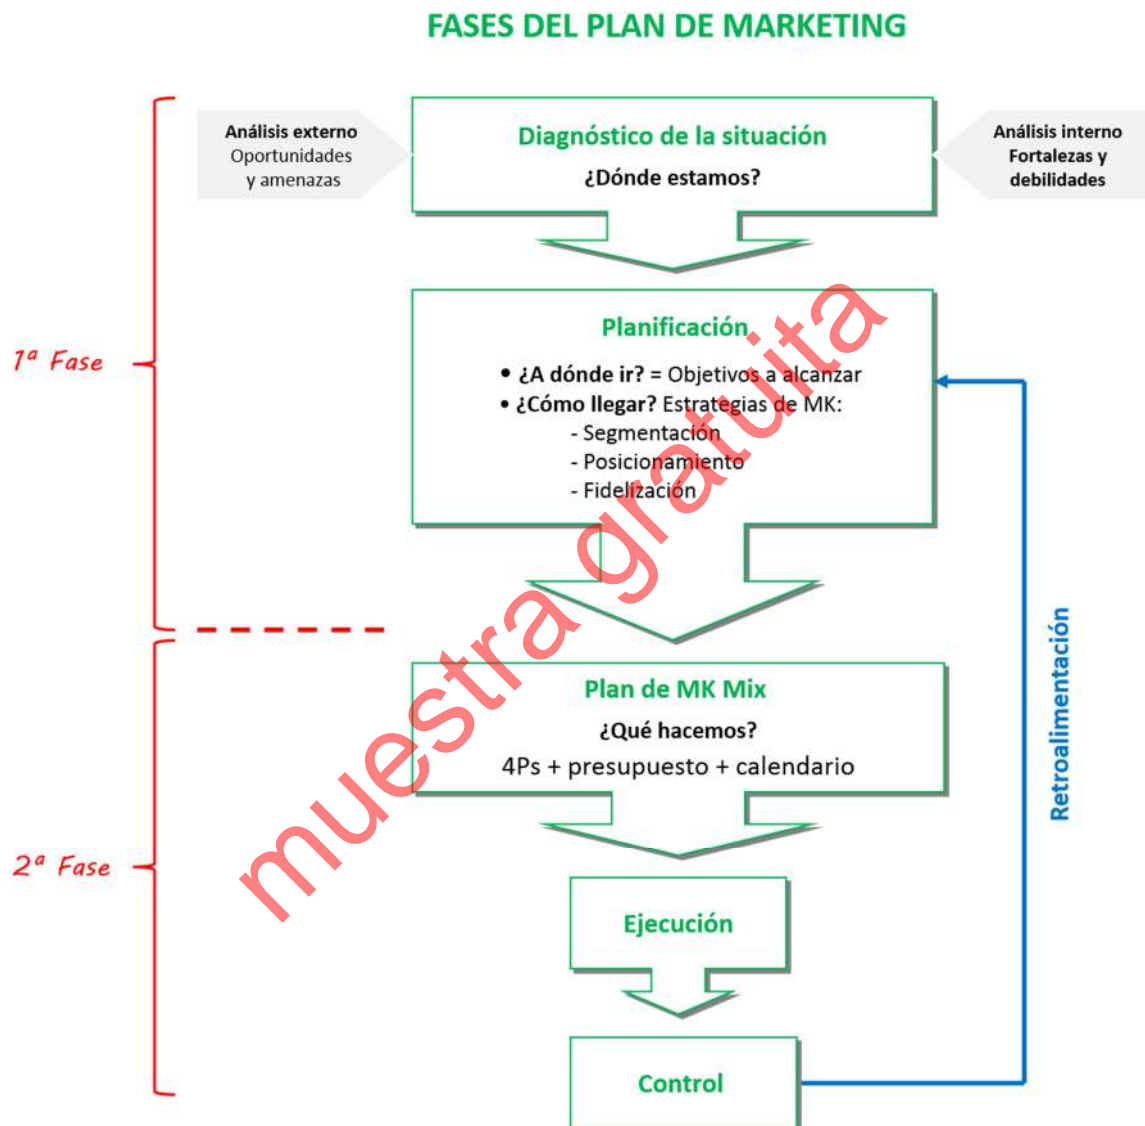 FASES DEL PLAN DE MARKETING
Análisis externo
Oportunidades
y amenazas
Diagnóstico de la situación
¿Dónde estamos?
Análisis interno
Fortalezas y
debilidades
1ª Fase
Planificación
• ¿A dónde ir? = Objetivos a alcanzar
• ¿Cómo llegar? Estrategias de MK:
- Segmentación
- Posicionamiento
- Fidelización
Retroalimentación
2ª Fase
Plan de MK Mix
¿Qué hacemos?
4Ps + presupuesto + calendario
Ejecución
Control
muestra gratuita